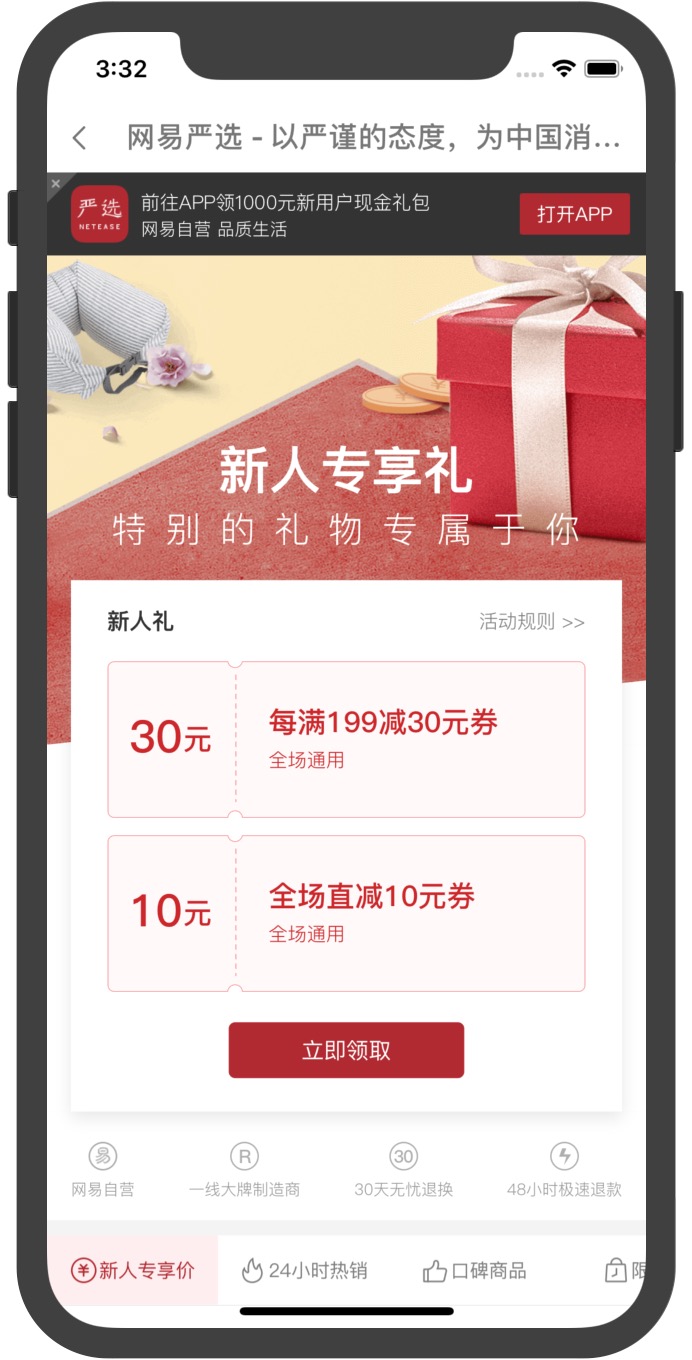 3:32
网易严选 - 以严谨的态度，为中国消...
严选
NETEASE
前往APP领1000元新用户现金礼包
网易自营 品质生活
打开APP
新人专享礼
特别的礼物专属于你
新人礼
活动规则 >>
30元
每满199减30元券
全场通用
10元
全场直减10元券
全场通用
立即领取
易
R
30
网易自营
一线大牌制造商
30天无忧退换
48小时极速退款
新人专享价
24小时热销
口碑商品
限